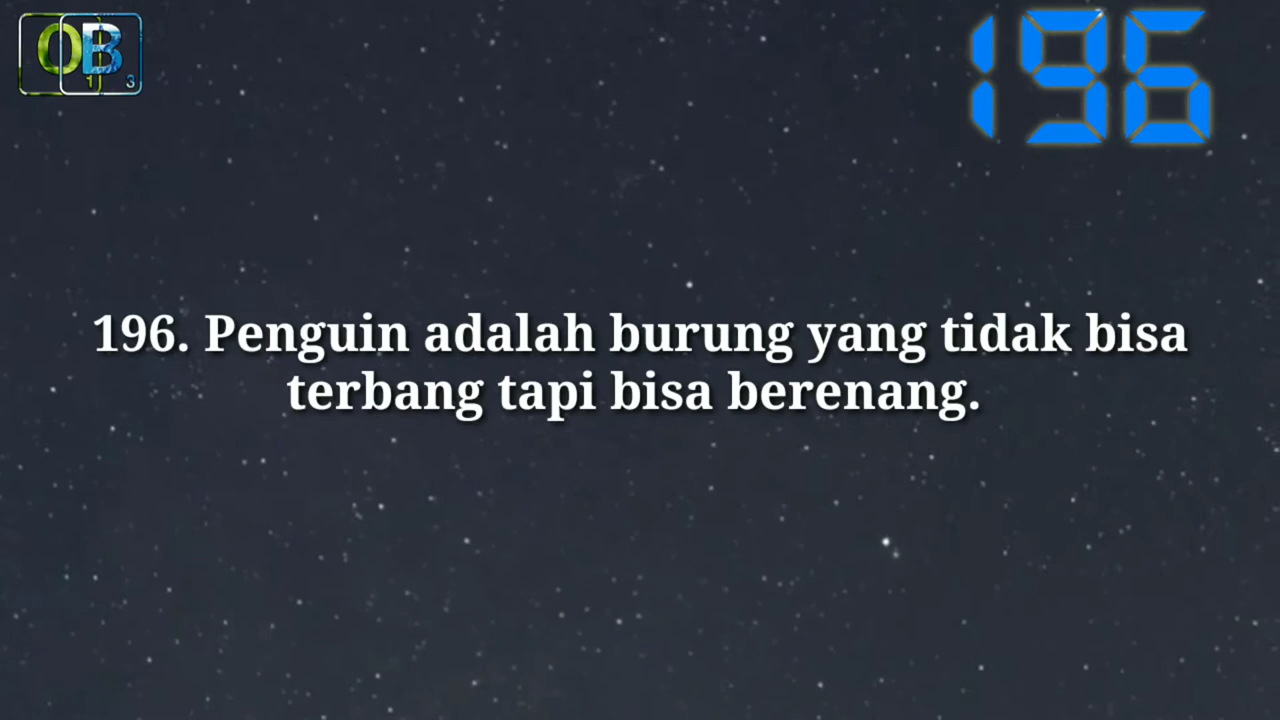 OB
1 3
196
196. Penguin adalah burung yang tidak bisa
terbang tapi bisa berenang.